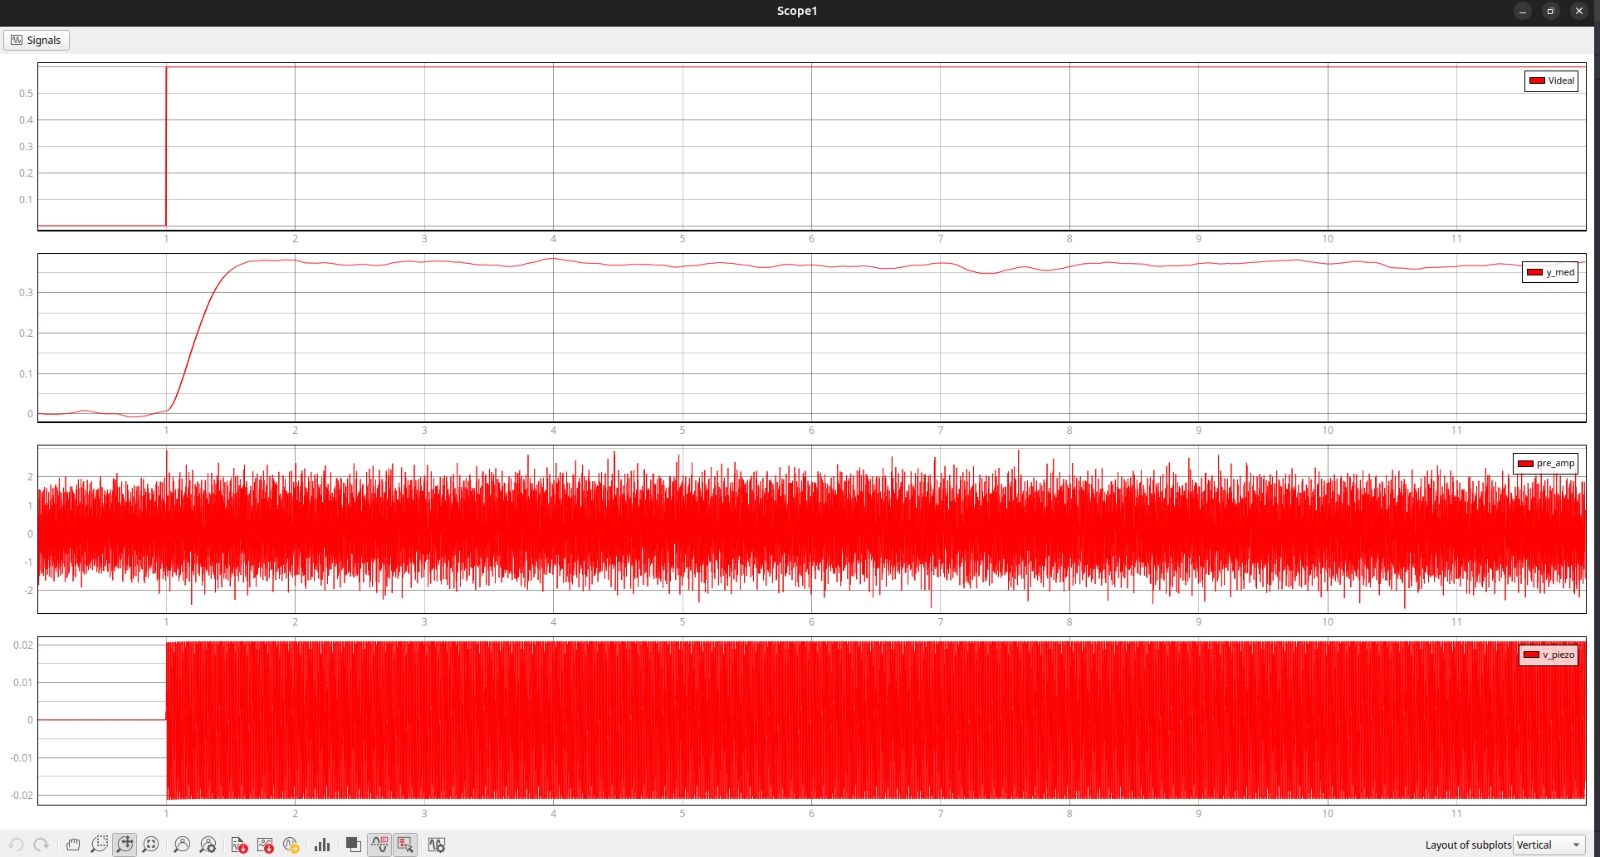 Scope1
Signals
Videal
0.5
0.4
0.3
0.2
0.1
1 2 3 4 5 6 7 8 9 10 11
y_med
0.3
0.2
0.1
0
1 2 3 4 5 6 7 8 9 10 11
pre_amp
2
1
0
-1
-2
1 2 3 4 5 6 7 8 9 10 11
0.02
v_piezo
0.01
0
-0.01
-0.02
1 2 3 4 5 6 7 8 9 10 11
Layout of subplots Vertical